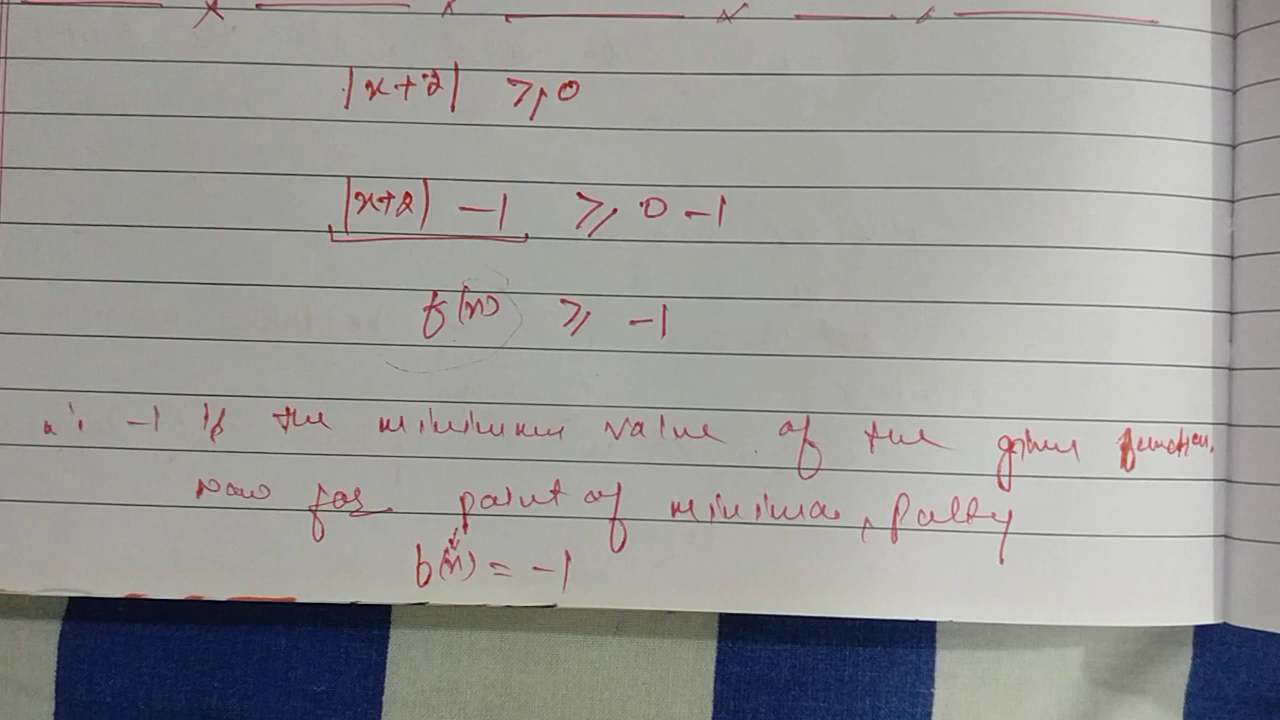 |x+2| ⩾ 0
|x+2| - 1 ⩾ 0 - 1
f(x) ⩾ -1
∴ -1 is the minimum value of the given function.
Now for point of minima,
f(x) = -1